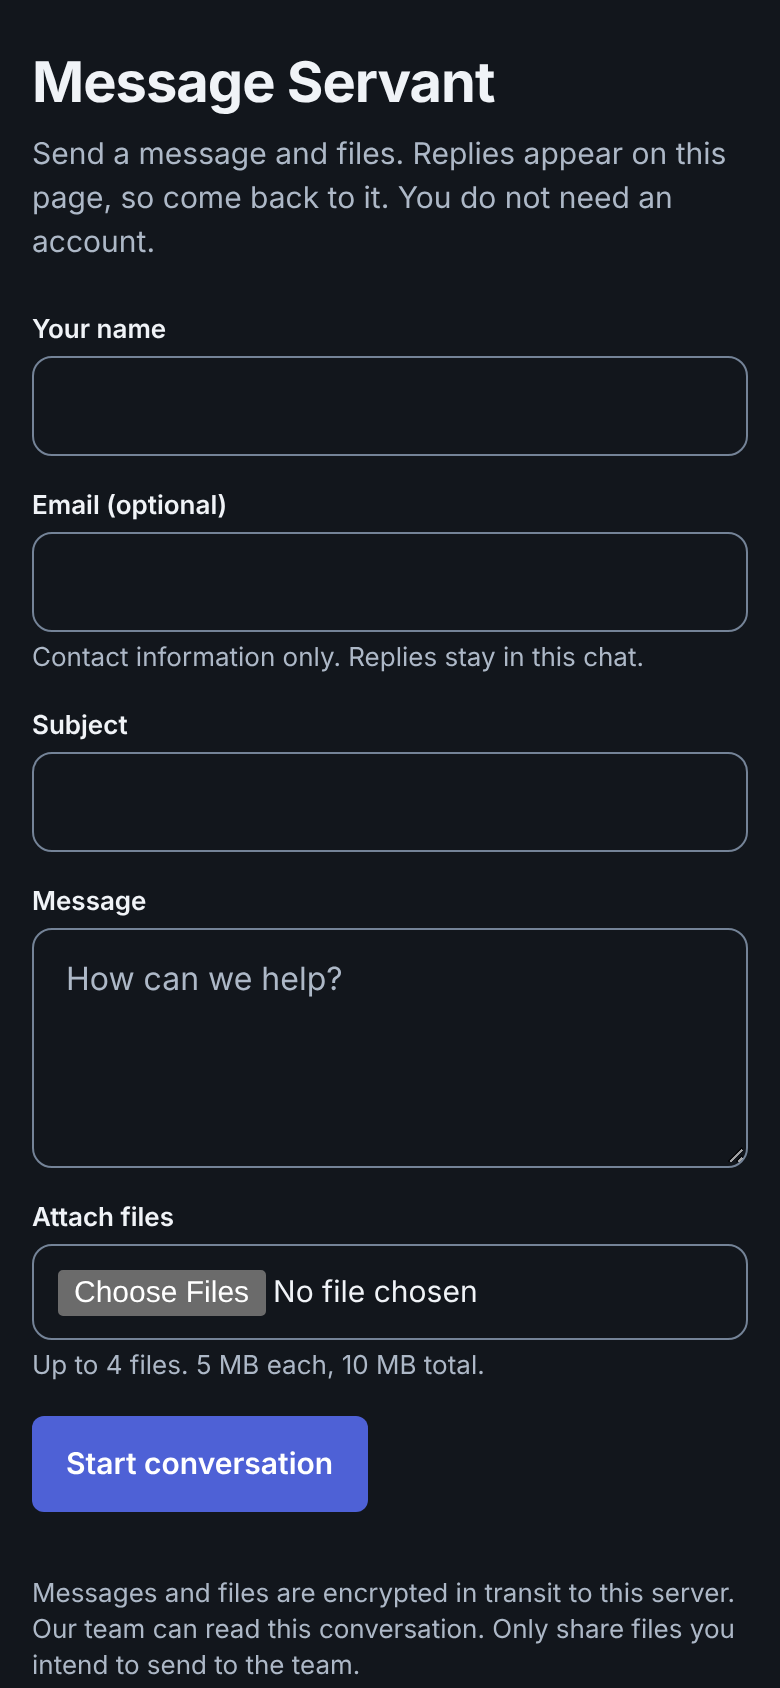 Message Servant
Send a message and files. Replies appear on this
page, so come back to it. You do not need an
account.
Your name
Email (optional)
Contact information only. Replies stay in this chat.
Subject
Message
How can we help?
Attach files
Choose Files No file chosen
Up to 4 files. 5 MB each, 10 MB total.
Start conversation
Messages and files are encrypted in transit to this server.
Our team can read this conversation. Only share files you
intend to send to the team.